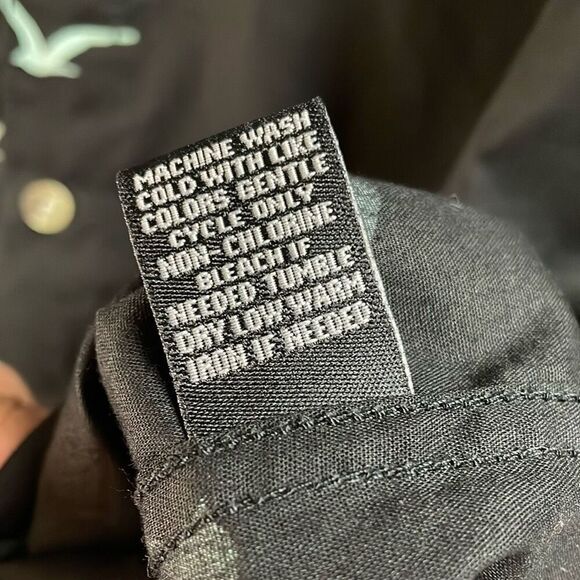 MACHINE WASH
COLD WITH LIKE
COLORS GENTLE
CYCLE ONLY
NON-CHLORINE
BLEACH IF
NEEDED TUMBLE
DRY LOW WARM
IRON IF NEEDED